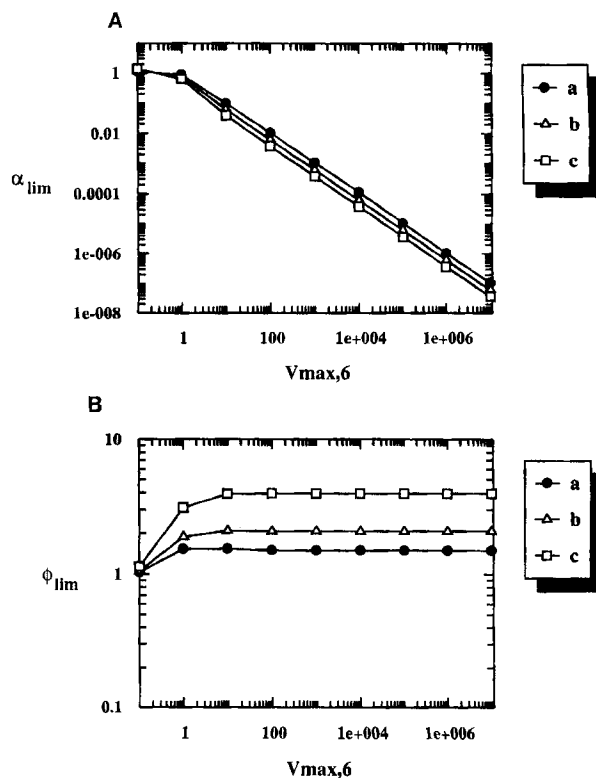 A
1
0.01
α lim
0.0001
1e-006
1e-008
1 100 1e+004 1e+006
Vmax,6
a
b
c
B
10
ϕ lim
1
0.1
1 100 1e+004 1e+006
Vmax,6
a
b
c